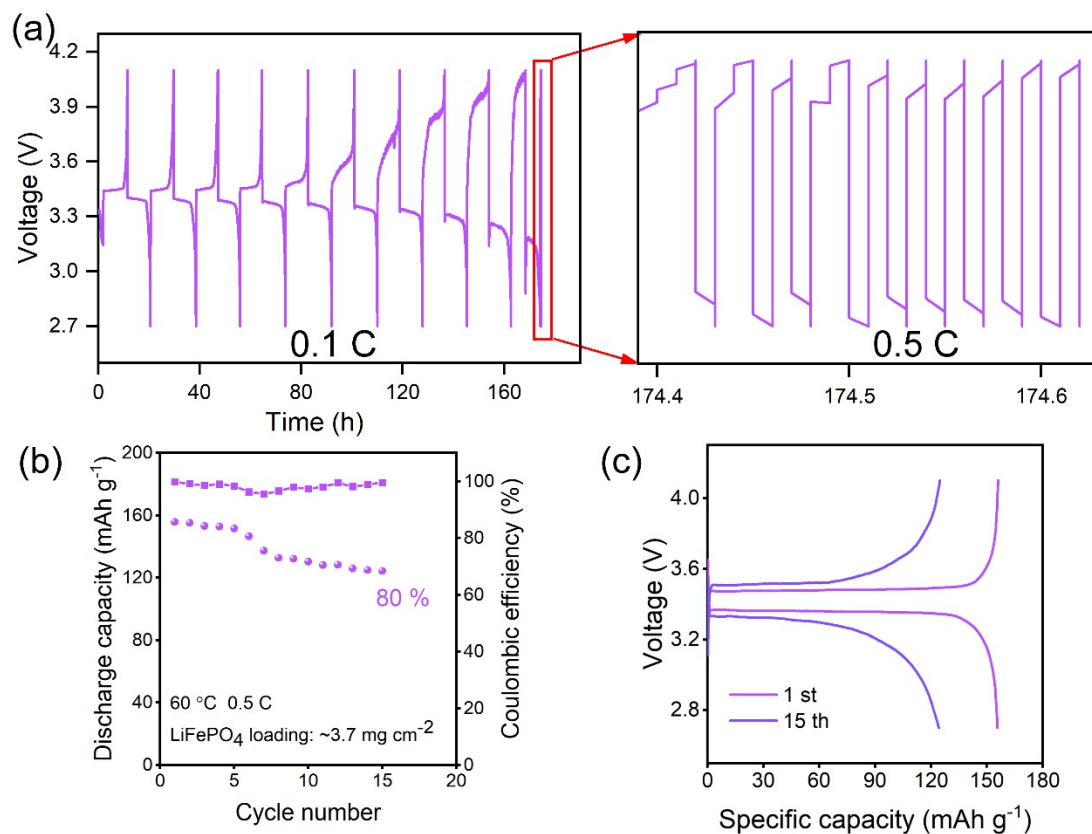 (a)
4.2
3.9
3.6
3.3
3.0
2.7
Voltage (V)
0.1 C
0 40 80 120 160
Time (h)
0.5 C
174.4 174.5 174.6
(b)
200
160
120
80
40
0
Discharge capacity (mAh g⁻¹)
100
80
60
40
20
0
Coulombic efficiency (%)
80 %
60 °C 0.5 C
LiFePO₄ loading: ~3.7 mg cm⁻²
0 5 10 15 20
Cycle number
(c)
4.0
3.6
3.2
2.8
Voltage (V)
1 st
15 th
0 30 60 90 120 150 180
Specific capacity (mAh g⁻¹)